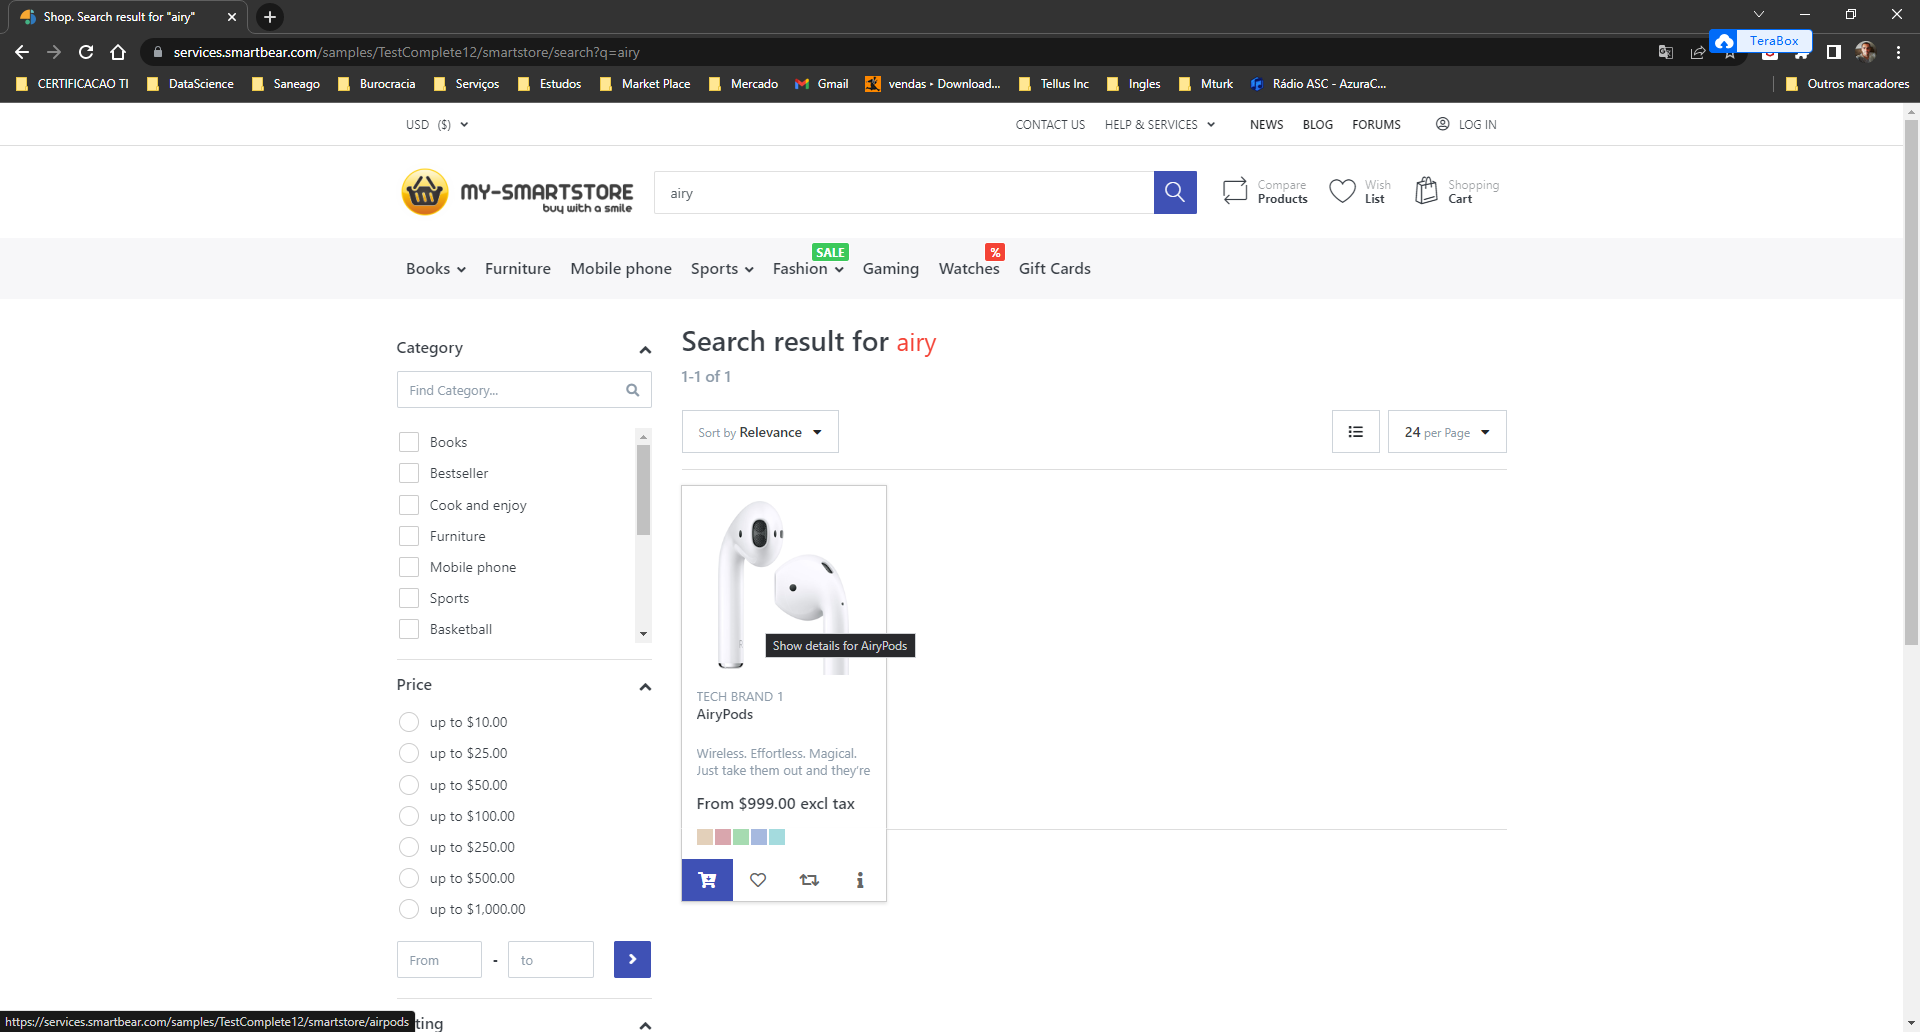 Shop. Search result for "airy"
TeraBox
services.smartbear.com/samples/TestComplete12/smartstore/search?q=airy
CERTIFICACAO TI DataScience Saneago Burocracia Serviços Estudos Market Place Mercado Gmail vendas ‣ Download... Tellus Inc Ingles Mturk Rádio ASC - AzuraC... Outros marcadores
USD ($) CONTACT US HELP & SERVICES NEWS BLOG FORUMS LOG IN
MY-SMARTSTORE
buy with a smile
airy
Compare
Products
Wish
List
Shopping
Cart
SALE %
Books Furniture Mobile phone Sports Fashion Gaming Watches Gift Cards
Category
Find Category...
Books
Bestseller
Cook and enjoy
Furniture
Mobile phone
Sports
Basketball
Price
up to $10.00
up to $25.00
up to $50.00
up to $100.00
up to $250.00
up to $500.00
up to $1,000.00
From - to
ting
Search result for airy
1-1 of 1
Sort by Relevance
24 per Page
Show details for AiryPods
TECH BRAND 1
AiryPods
Wireless. Effortless. Magical.
Just take them out and they're
From $999.00 excl tax
https://services.smartbear.com/samples/TestComplete12/smartstore/airpods